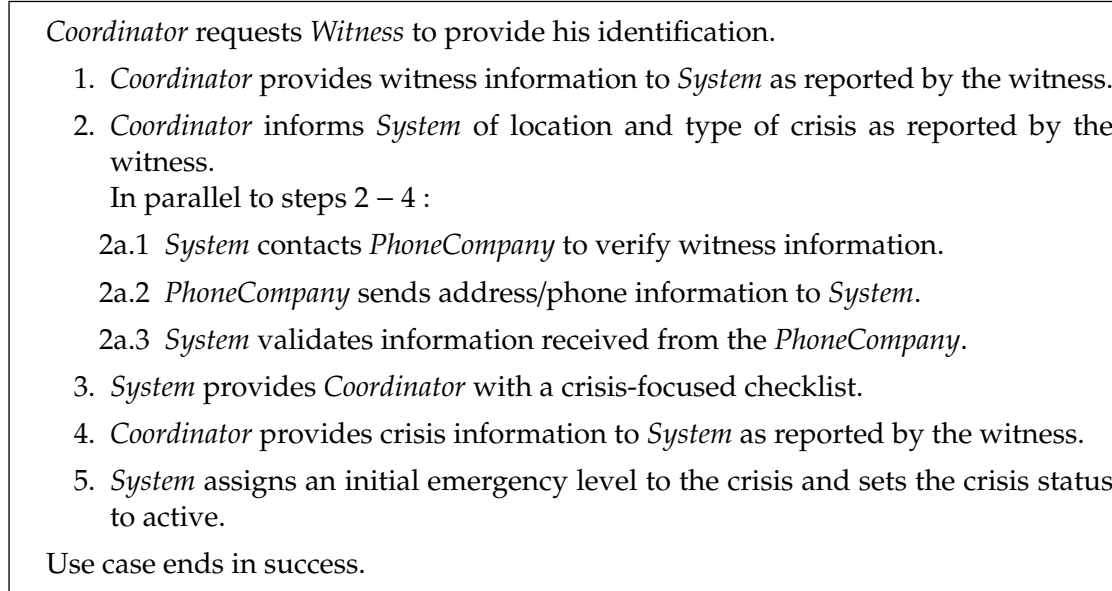 Coordinator requests Witness to provide his identification.
1. Coordinator provides witness information to System as reported by the witness.
2. Coordinator informs System of location and type of crisis as reported by the
witness.
In parallel to steps 2 – 4 :
2a.1 System contacts PhoneCompany to verify witness information.
2a.2 PhoneCompany sends address/phone information to System.
2a.3 System validates information received from the PhoneCompany.
3. System provides Coordinator with a crisis-focused checklist.
4. Coordinator provides crisis information to System as reported by the witness.
5. System assigns an initial emergency level to the crisis and sets the crisis status
to active.
Use case ends in success.